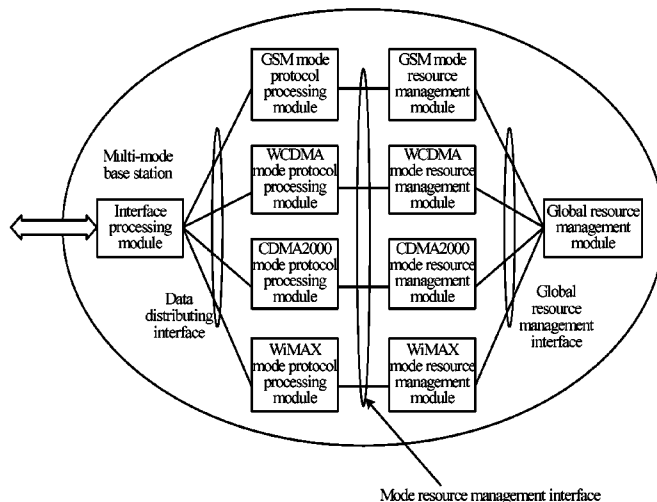 GSM mode
protocol
processing
module
GSM mode
resource
management
module
Multi-mode
base station
WCDMA
mode protocol
processing
module
WCDMA
mode resource
management
module
Interface
processing
module
Global resource
management
module
CDMA2000
mode protocol
processing
module
CDMA2000
mode resource
management
module
Data
distributing
interface
Global
resource
management
interface
WiMAX
mode protocol
processing
module
WiMAX
mode resource
management
module
Mode resource management interface